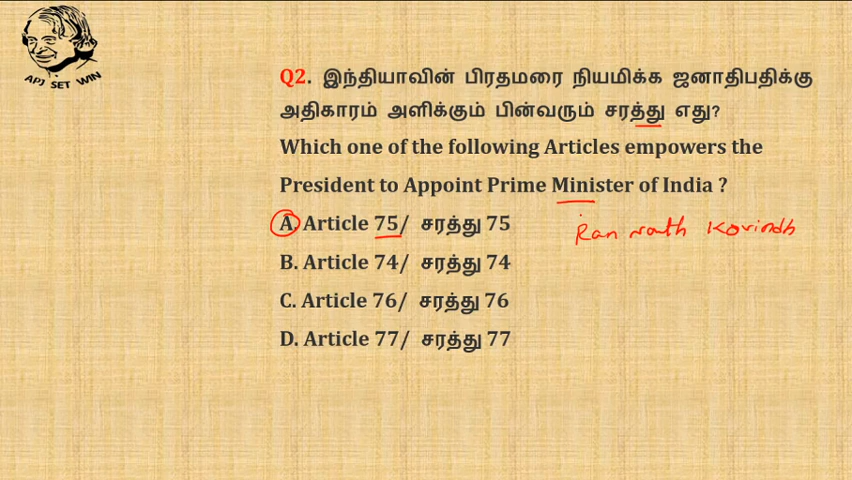 APJ SET WIN
Q2. இந்தியாவின் பிரதமரை நியமிக்க ஜனாதிபதிக்கு
அதிகாரம் அளிக்கும் பின்வரும் சரத்து எது?
Which one of the following Articles empowers the
President to Appoint Prime Minister of India ?
A. Article 75/ சரத்து 75
Ran nath Kovindh
B. Article 74/ சரத்து 74
C. Article 76/ சரத்து 76
D. Article 77/ சரத்து 77